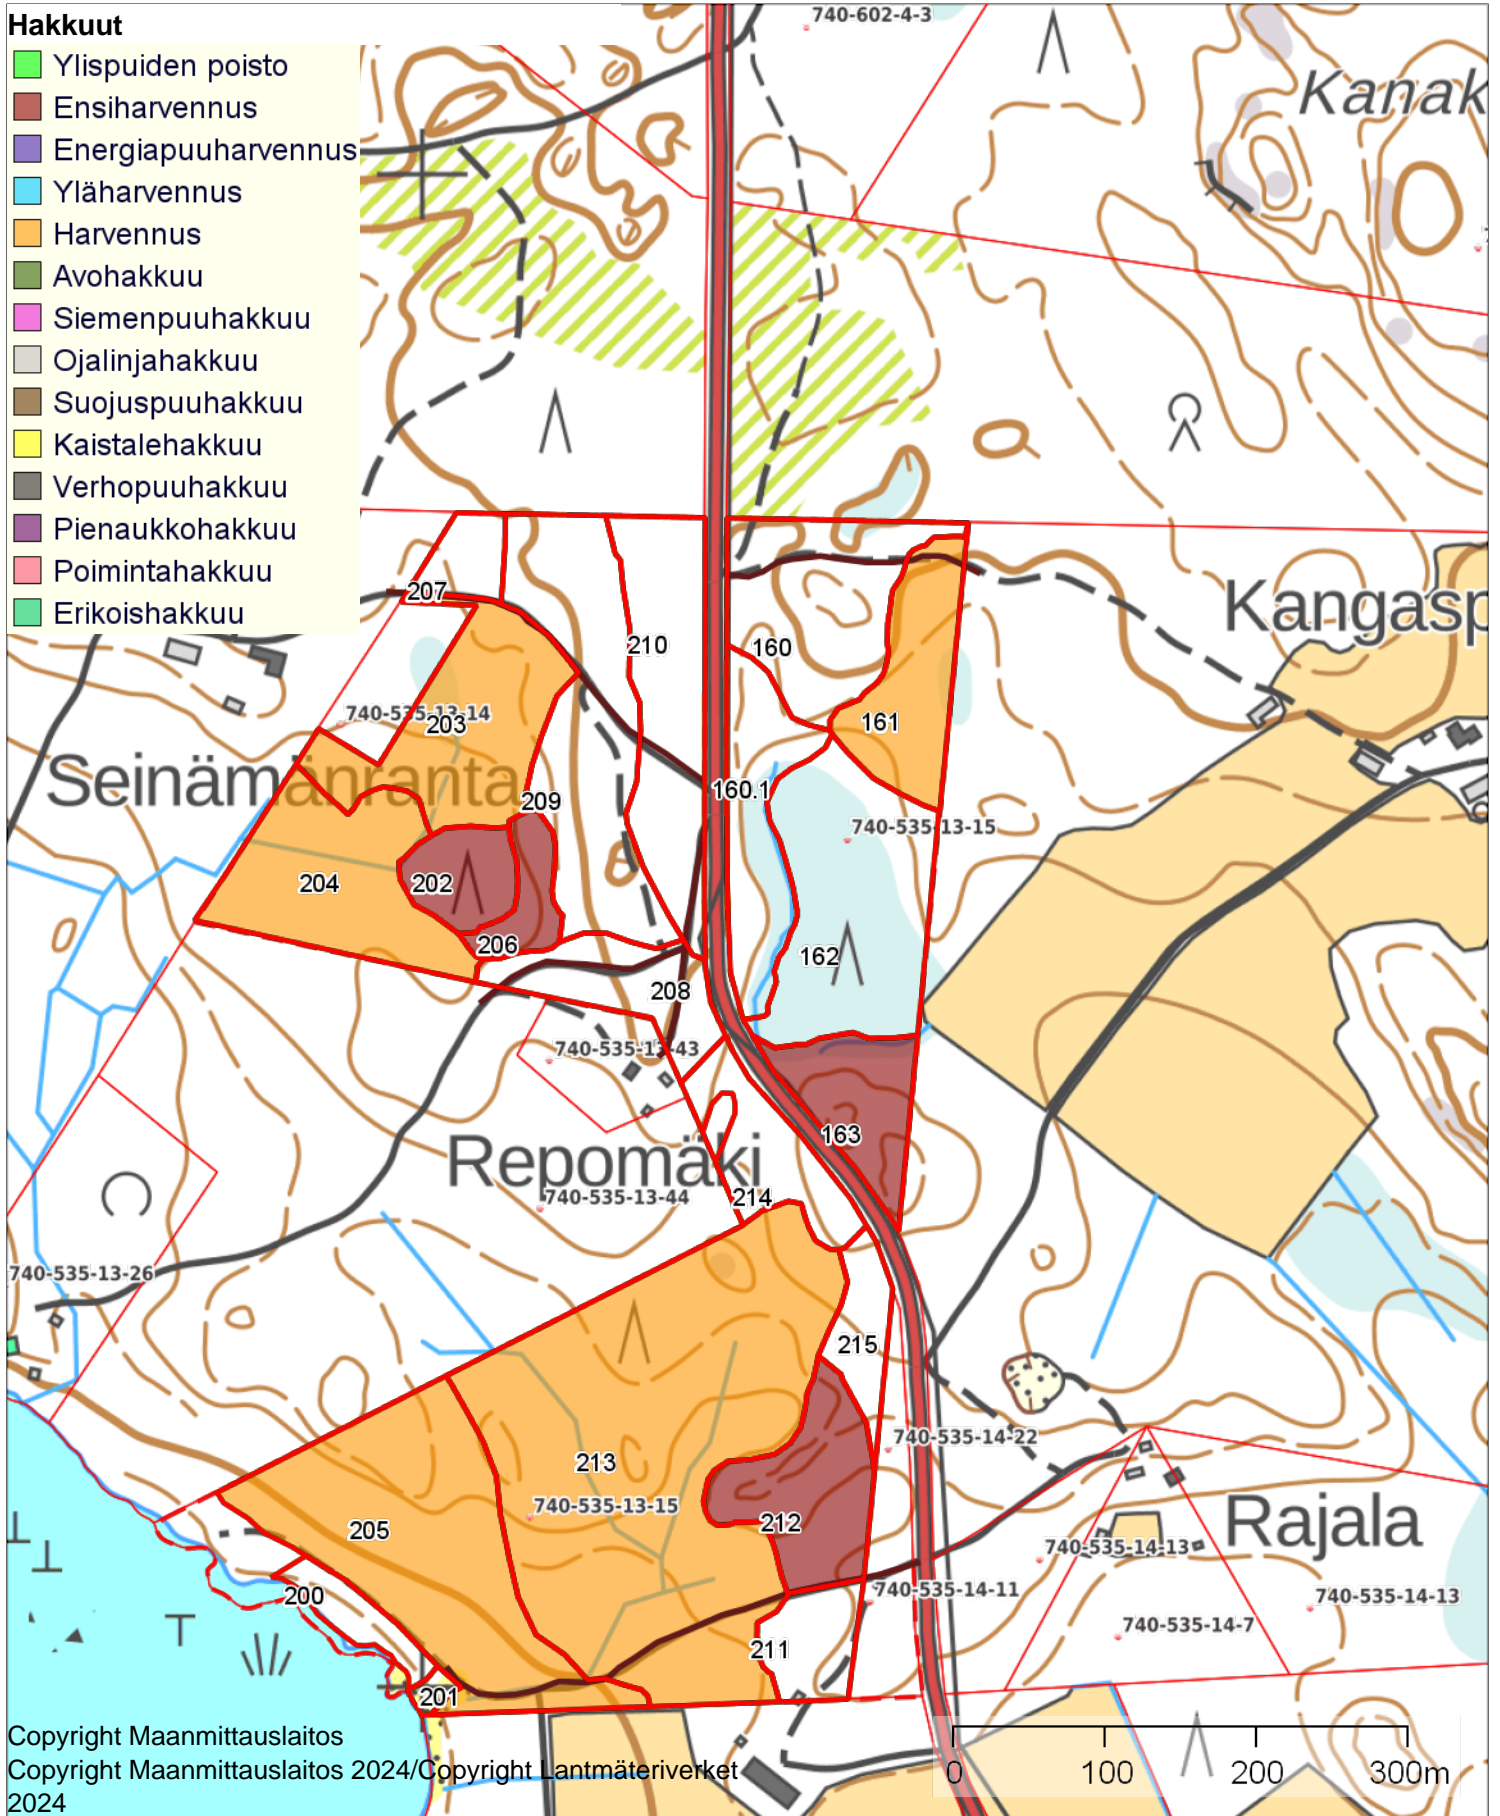 Hakkuut
Ylispuiden poisto
Ensiharvennus
Energiapuuharvennus
Yläharvennus
Harvennus
Avohakkuu
Siemenpuuhakkuu
Ojalinjahakkuu
Suojuspuuhakkuu
Kaistalehakkuu
Verhopuuhakkuu
Pienaukkohakkuu
Poimintahakkuu
Erikoishakkuu
740-602-4-3
Kanak
Kangasp
207
210
160
740-535-13-14
203
161
Seinämänranta
160.1
209
740-535-13-15
204
202
206
162
208
740-535-13-43
163
Repomäki
740-535-13-44
214
740-535-13-26
215
740-535-14-22
213
740-535-13-15
212
205
Rajala
740-535-14-13
740-535-14-11
740-535-14-13
200
740-535-14-7
211
201
Copyright Maanmittauslaitos
Copyright Maanmittauslaitos 2024/Copyright Lantmäteriverket
2024
0 100 200 300m